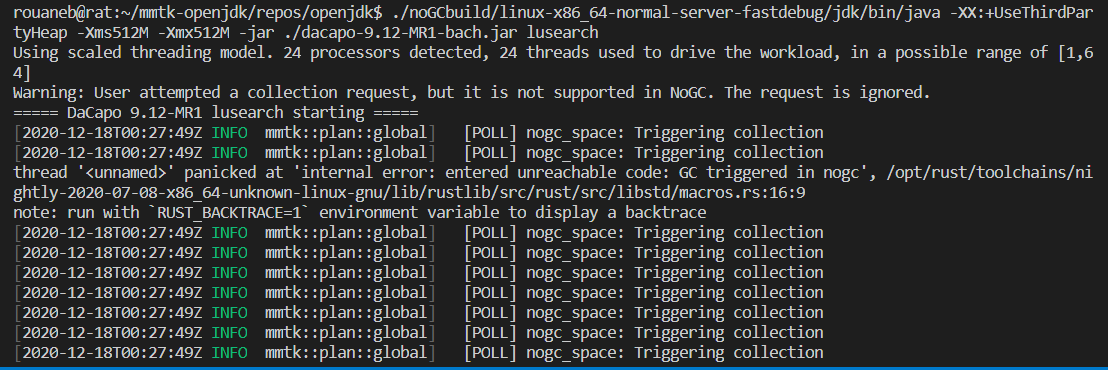 rouaneb@rat:~/mmtk-openjdk/repos/openjdk$ ./noGCbuild/linux-x86_64-normal-server-fastdebug/jdk/bin/java -XX:+UseThirdPar
tyHeap -Xms512M -Xmx512M -jar ./dacapo-9.12-MR1-bach.jar lusearch
Using scaled threading model. 24 processors detected, 24 threads used to drive the workload, in a possible range of [1,6
4]
Warning: User attempted a collection request, but it is not supported in NoGC. The request is ignored.
===== DaCapo 9.12-MR1 lusearch starting =====
[2020-12-18T00:27:49Z INFO  mmtk::plan::global]   [POLL] nogc_space: Triggering collection
[2020-12-18T00:27:49Z INFO  mmtk::plan::global]   [POLL] nogc_space: Triggering collection
thread '<unnamed>' panicked at 'internal error: entered unreachable code: GC triggered in nogc', /opt/rust/toolchains/ni
ghtly-2020-07-08-x86_64-unknown-linux-gnu/lib/rustlib/src/rust/src/libstd/macros.rs:16:9
note: run with `RUST_BACKTRACE=1` environment variable to display a backtrace
[2020-12-18T00:27:49Z INFO  mmtk::plan::global]   [POLL] nogc_space: Triggering collection
[2020-12-18T00:27:49Z INFO  mmtk::plan::global]   [POLL] nogc_space: Triggering collection
[2020-12-18T00:27:49Z INFO  mmtk::plan::global]   [POLL] nogc_space: Triggering collection
[2020-12-18T00:27:49Z INFO  mmtk::plan::global]   [POLL] nogc_space: Triggering collection
[2020-12-18T00:27:49Z INFO  mmtk::plan::global]   [POLL] nogc_space: Triggering collection
[2020-12-18T00:27:49Z INFO  mmtk::plan::global]   [POLL] nogc_space: Triggering collection
[2020-12-18T00:27:49Z INFO  mmtk::plan::global]   [POLL] nogc_space: Triggering collection